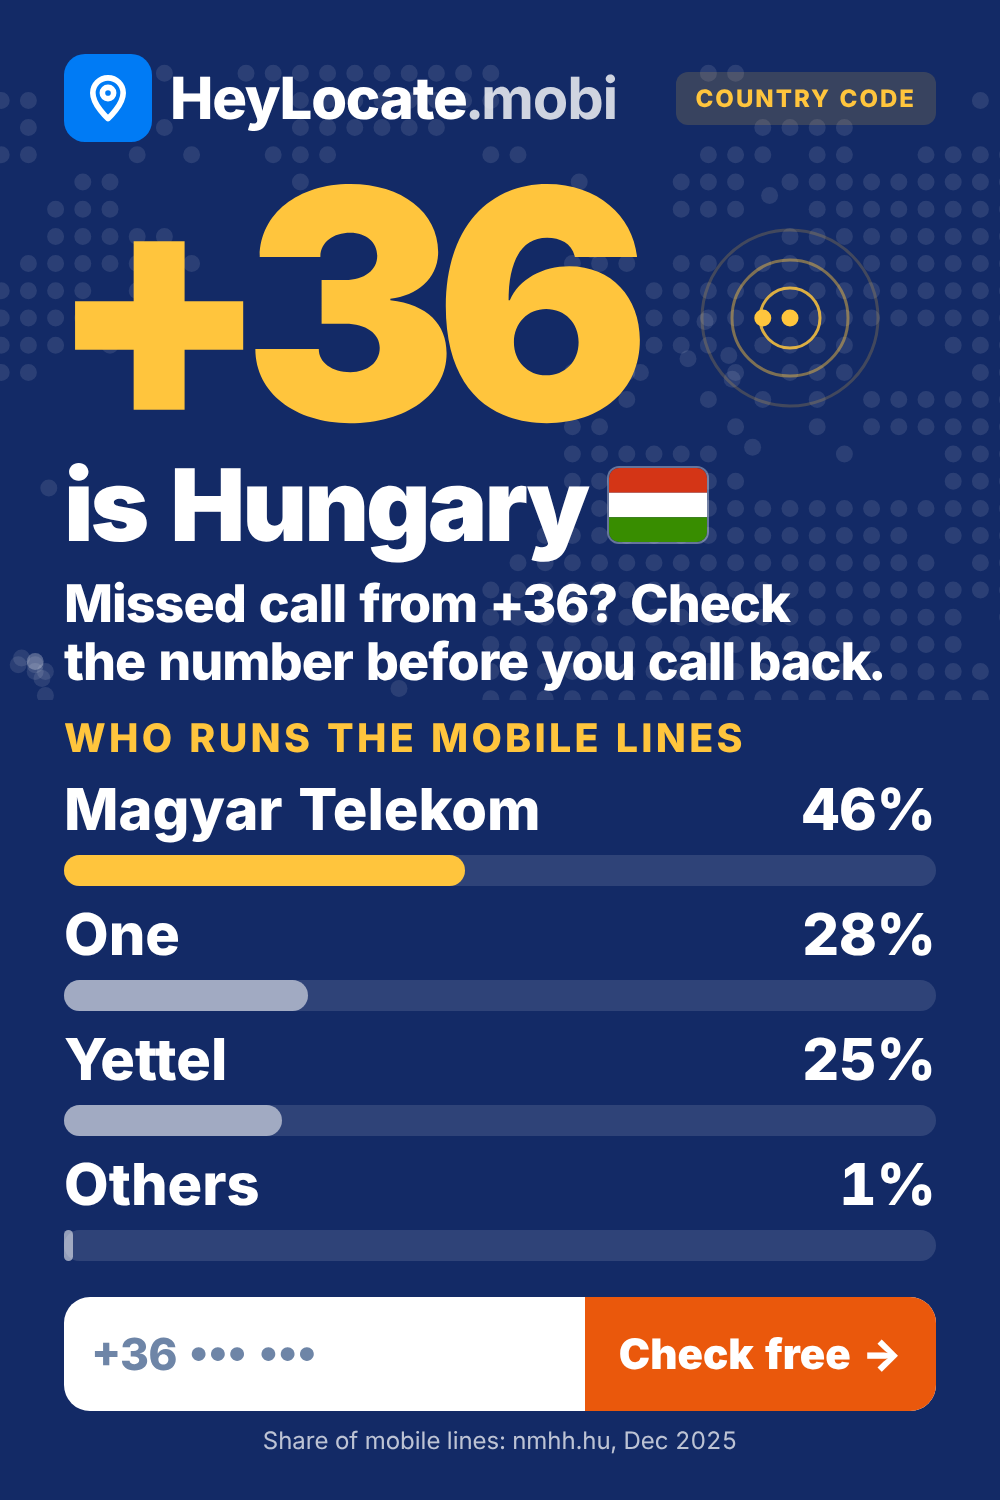 HeyLocate.mobi
COUNTRY CODE
+36
is Hungary
Missed call from +36? Check
the number before you call back.
WHO RUNS THE MOBILE LINES
Magyar Telekom 46%
One 28%
Yettel 25%
Others 1%
+36 ••• •••
Check free →
Share of mobile lines: nmhh.hu, Dec 2025